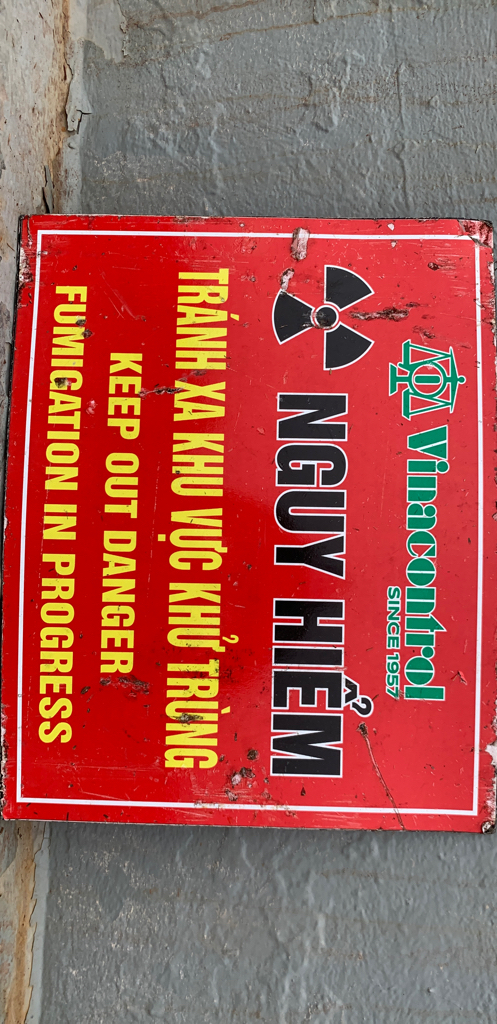 Vinacontrol
SINCE 1957
NGUY HIỂM
TRÁNH XA KHU VỰC KHỬ TRÙNG
KEEP OUT DANGER
FUMIGATION IN PROGRESS